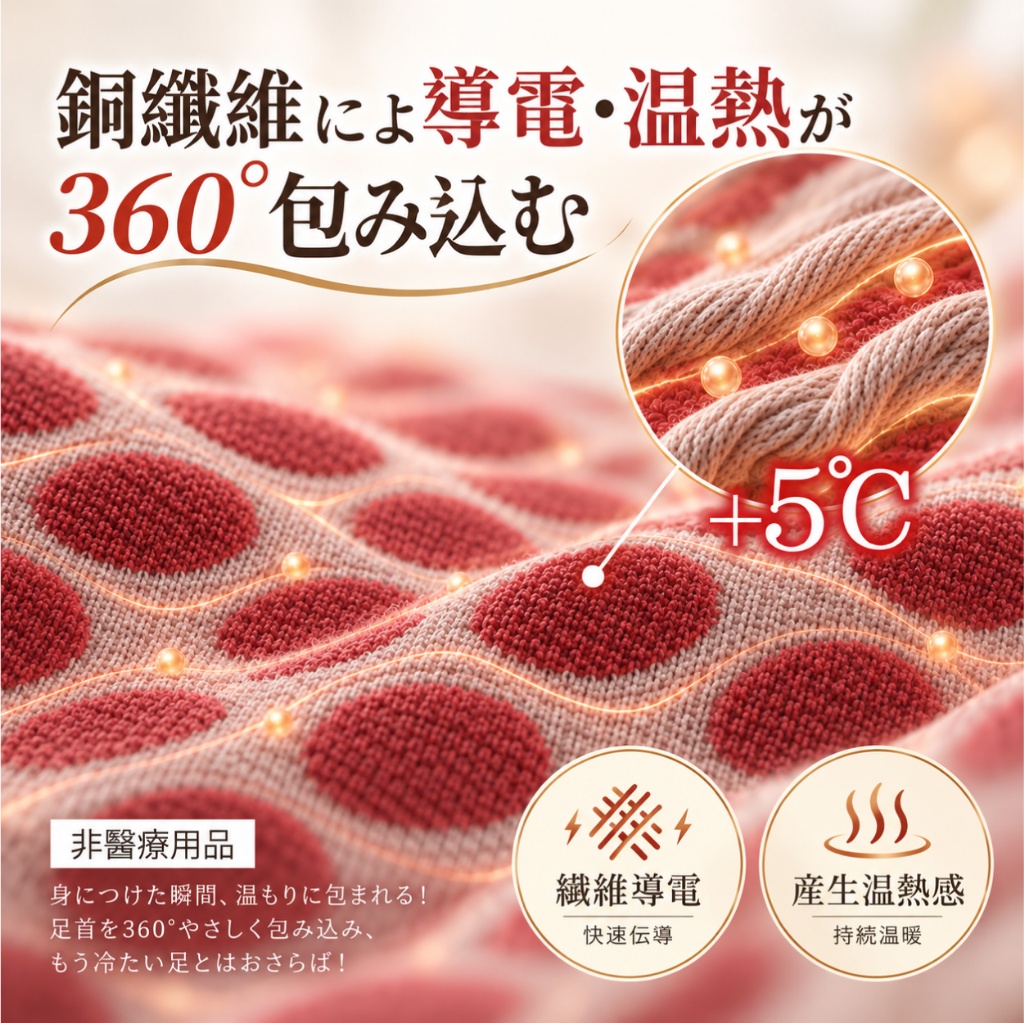 銅纖維によ導電・温熱が
360°包み込む
+5℃
非醫療用品
身につけた瞬間、温もりに包まれる!
足首を360°やさしく包み込み、
もう冷たい足とはおさらば!
繊維導電
快速伝導
産生温熱感
持続温暖